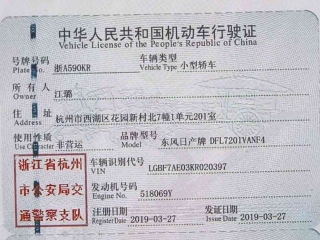 中华人民共和国机动车行驶证
Vehicle License of the People's Republic of China
号牌号码 浙A590KR 车辆类型 小型轿车
Plate No. Vehicle Type
所有人 江璐
Owner
住址 杭州市西湖区花园新村北7幢1单元201室
Address
使用性质 非营运 品牌型号 东风日产牌 DFL7201VANF4
Use Character Model
浙江省杭州市公安局交通警察支队
车辆识别代号 LGBF7AE03KR020397
VIN
发动机号码 518069Y
Engine No.
注册日期 2019-03-27 发证日期 2019-03-27
Register Date Issue Date